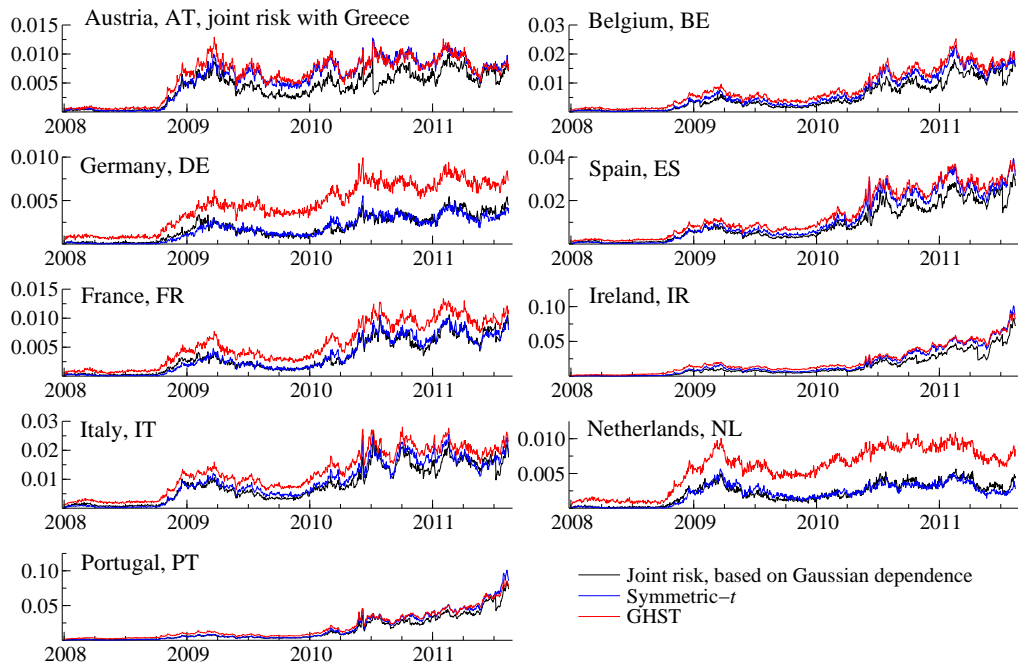 Austria, AT, joint risk with Greece
0.015
0.010
0.005
2008 2009 2010 2011
Belgium, BE
0.03
0.02
0.01
2008 2009 2010 2011
Germany, DE
0.010
0.005
2008 2009 2010 2011
Spain, ES
0.04
0.02
2008 2009 2010 2011
France, FR
0.015
0.010
0.005
2008 2009 2010 2011
Ireland, IR
0.10
0.05
2008 2009 2010 2011
Italy, IT
0.03
0.02
0.01
2008 2009 2010 2011
Netherlands, NL
0.010
0.005
2008 2009 2010 2011
Portugal, PT
0.10
0.05
2008 2009 2010 2011
Joint risk, based on Gaussian dependence
Symmetric−t
GHST